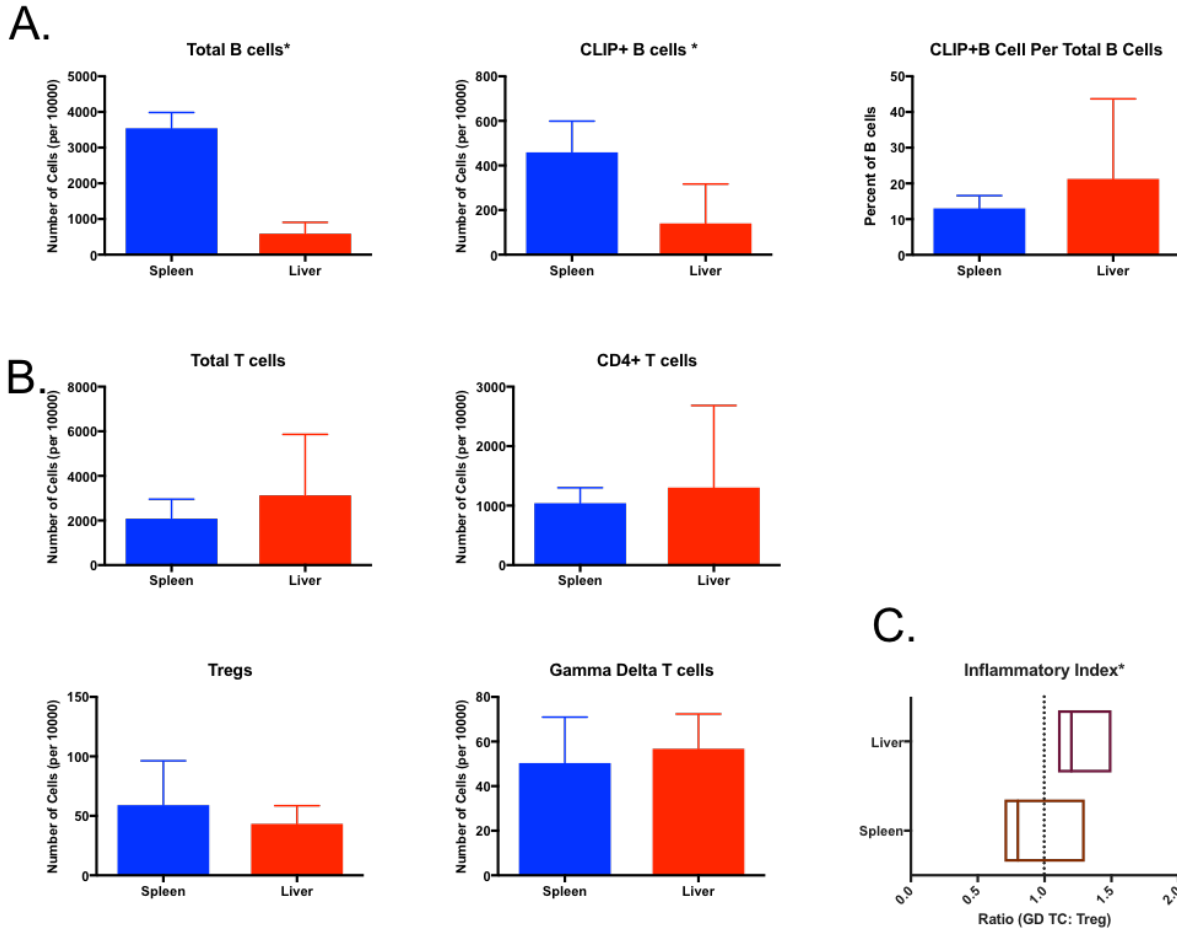 A.
Total B cells*
Number of Cells (per 10000)
5000
4000
3000
2000
1000
0
Spleen Liver
CLIP+ B cells *
Number of Cells (per 10000)
800
600
400
200
0
Spleen Liver
CLIP+B Cell Per Total B Cells
Percent of B cells
50
40
30
20
10
0
Spleen Liver
B.
Total T cells
Number of Cells (per 10000)
8000
6000
4000
2000
0
Spleen Liver
CD4+ T cells
Number of Cells (per 10000)
3000
2000
1000
0
Spleen Liver
Tregs
Number of Cells (per 10000)
150
100
50
0
Spleen Liver
Gamma Delta T cells
Number of Cells (per 10000)
80
60
40
20
0
Spleen Liver
C.
Inflammatory Index*
Liver
Spleen
0.0 0.5 1.0 1.5 2.0
Ratio (GD TC: Treg)